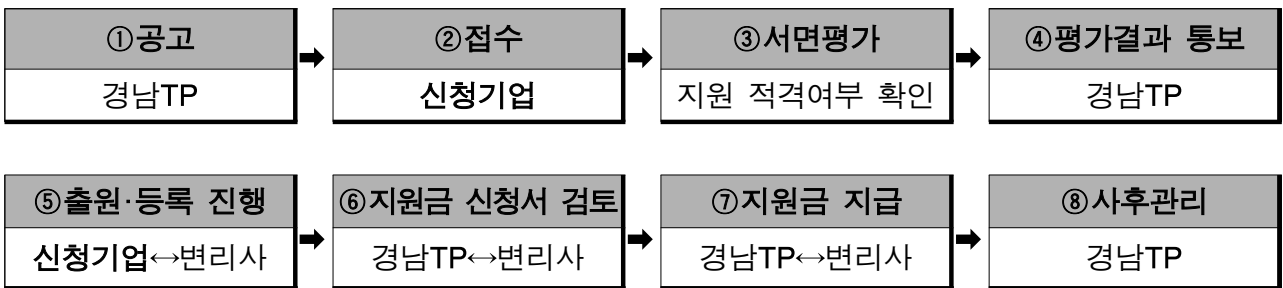 ①공고 ➡ ②접수 ➡ ③서면평가 ➡ ④평가결과 통보
경남TP 신청기업 지원 적격여부 확인 경남TP
⑤출원·등록 진행 ➡ ⑥지원금 신청서 검토 ➡ ⑦지원금 지급 ➡ ⑧사후관리
신청기업↔변리사 경남TP↔변리사 경남TP↔변리사 경남TP